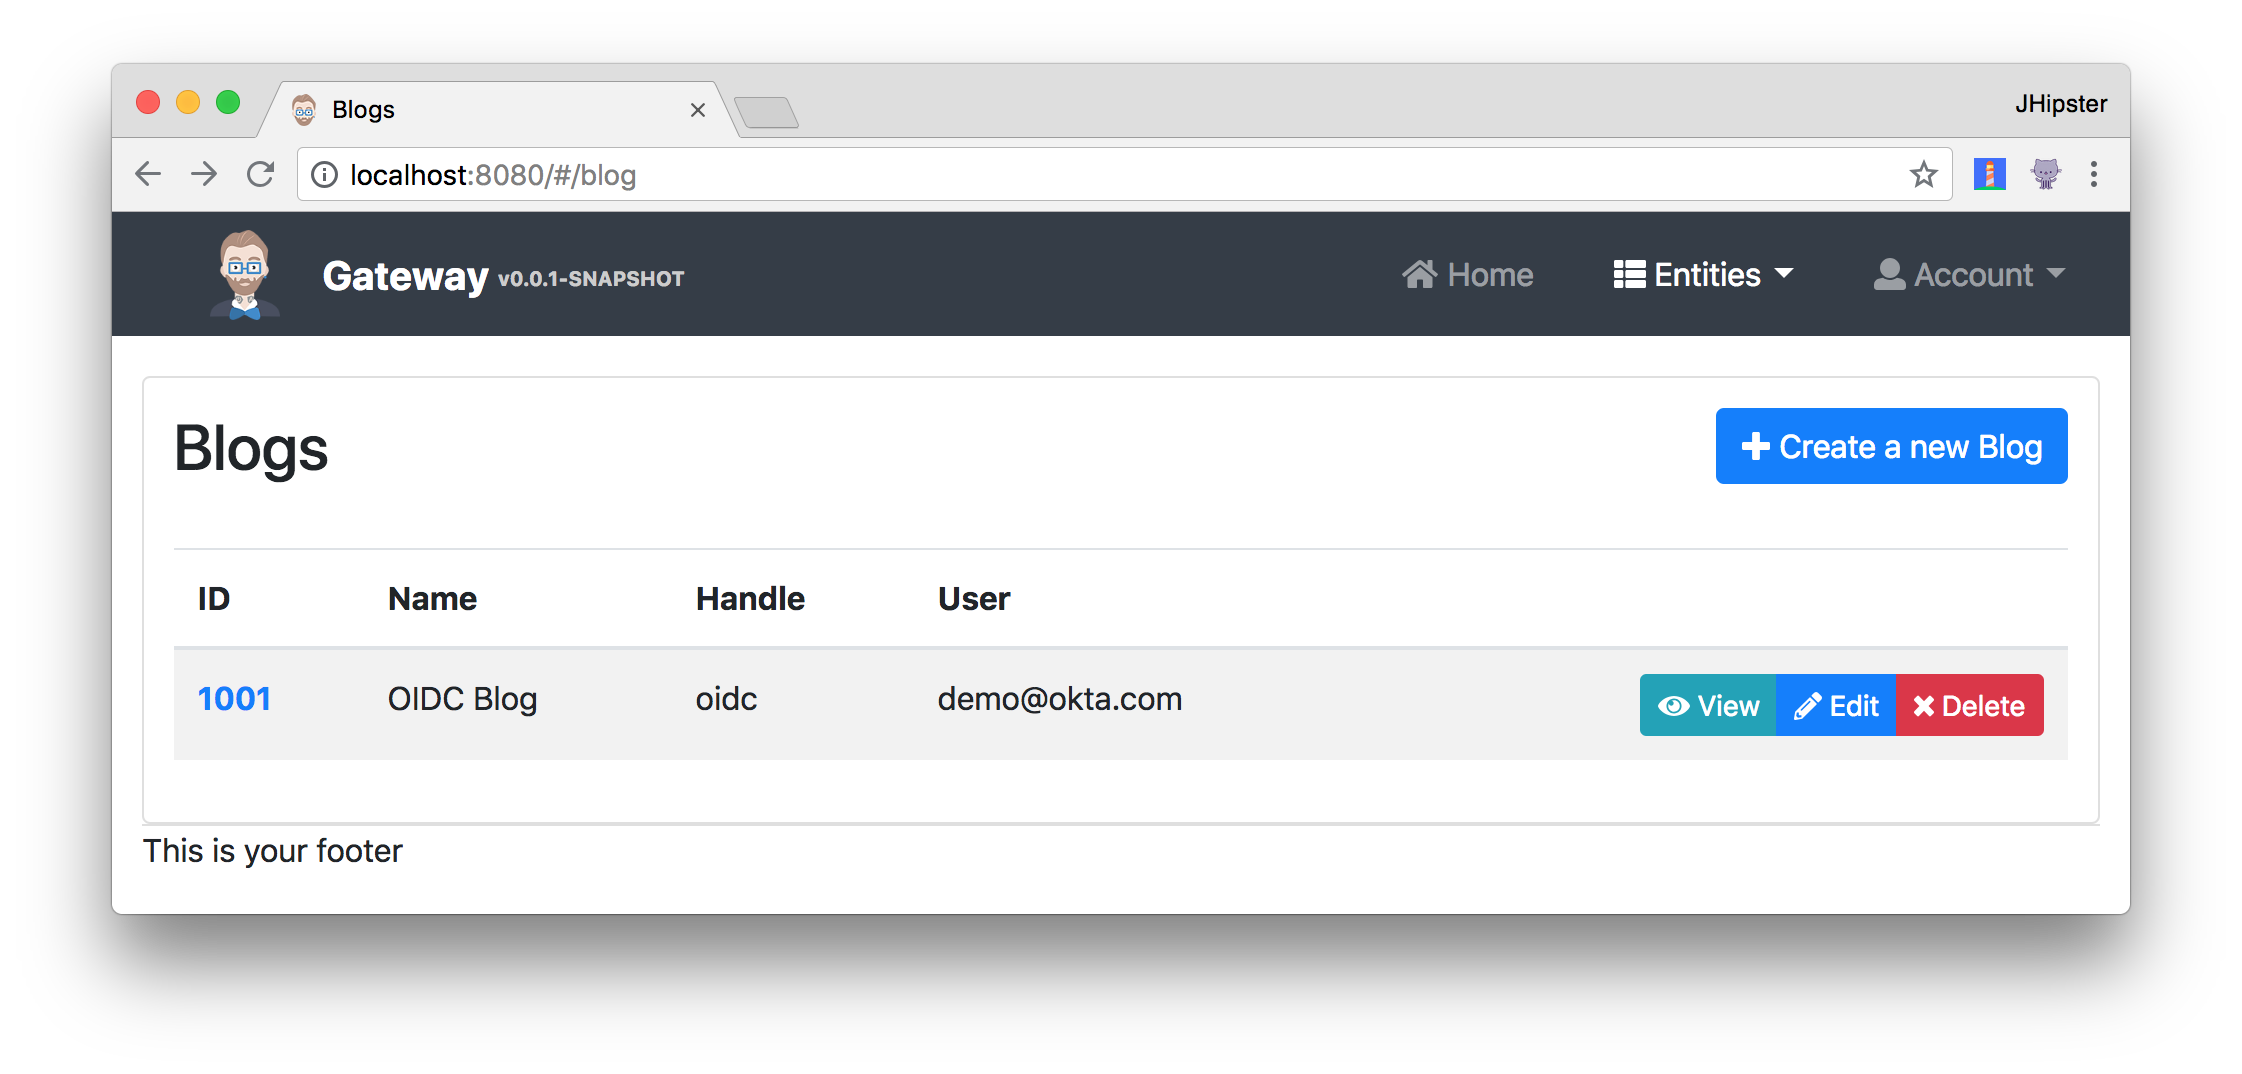 Blogs
JHipster
localhost:8080/#/blog
Gateway v0.0.1-SNAPSHOT Home Entities Account
Blogs
Create a new Blog
ID Name Handle User
1001 OIDC Blog oidc demo@okta.com View Edit Delete
This is your footer